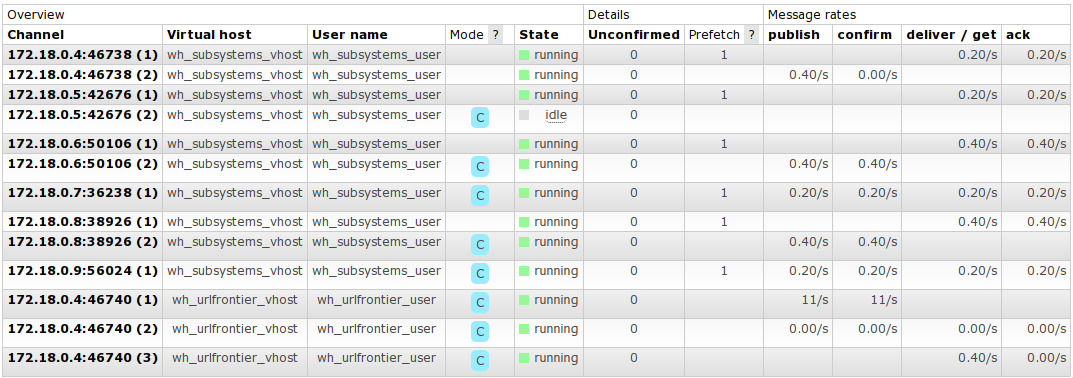 Overview Details Message rates
Channel Virtual host User name Mode ? State Unconfirmed Prefetch ? publish confirm deliver / get ack
172.18.0.4:46738 (1) wh_subsystems_vhost wh_subsystems_user running 0 1 0.20/s 0.20/s
172.18.0.4:46738 (2) wh_subsystems_vhost wh_subsystems_user running 0 0.40/s 0.00/s
172.18.0.5:42676 (1) wh_subsystems_vhost wh_subsystems_user running 0 1 0.20/s 0.20/s
172.18.0.5:42676 (2) wh_subsystems_vhost wh_subsystems_user C idle 0
172.18.0.6:50106 (1) wh_subsystems_vhost wh_subsystems_user running 0 1 0.40/s 0.40/s
172.18.0.6:50106 (2) wh_subsystems_vhost wh_subsystems_user C running 0 0.40/s 0.40/s
172.18.0.7:36238 (1) wh_subsystems_vhost wh_subsystems_user C running 0 1 0.20/s 0.20/s 0.20/s 0.20/s
172.18.0.8:38926 (1) wh_subsystems_vhost wh_subsystems_user running 0 1 0.40/s 0.40/s
172.18.0.8:38926 (2) wh_subsystems_vhost wh_subsystems_user C running 0 0.40/s 0.40/s
172.18.0.9:56024 (1) wh_subsystems_vhost wh_subsystems_user C running 0 1 0.20/s 0.20/s 0.20/s 0.20/s
172.18.0.4:46740 (1) wh_urlfrontier_vhost wh_urlfrontier_user C running 0 11/s 11/s
172.18.0.4:46740 (2) wh_urlfrontier_vhost wh_urlfrontier_user C running 0 0.00/s 0.00/s 0.00/s 0.00/s
172.18.0.4:46740 (3) wh_urlfrontier_vhost wh_urlfrontier_user C running 0 0.40/s 0.00/s